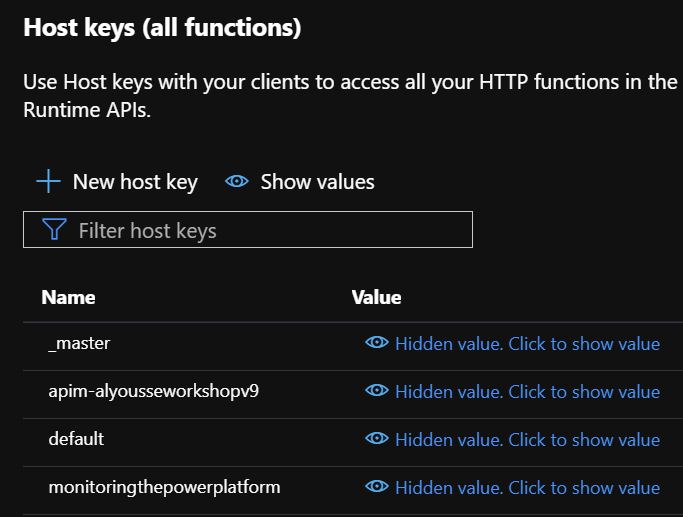 Host keys (all functions)
Use Host keys with your clients to access all your HTTP functions in the
Runtime APIs.
New host key Show values
Filter host keys
Name Value
_master Hidden value. Click to show value
apim-alyousseworkshopv9 Hidden value. Click to show value
default Hidden value. Click to show value
monitoringthepowerplatform Hidden value. Click to show value